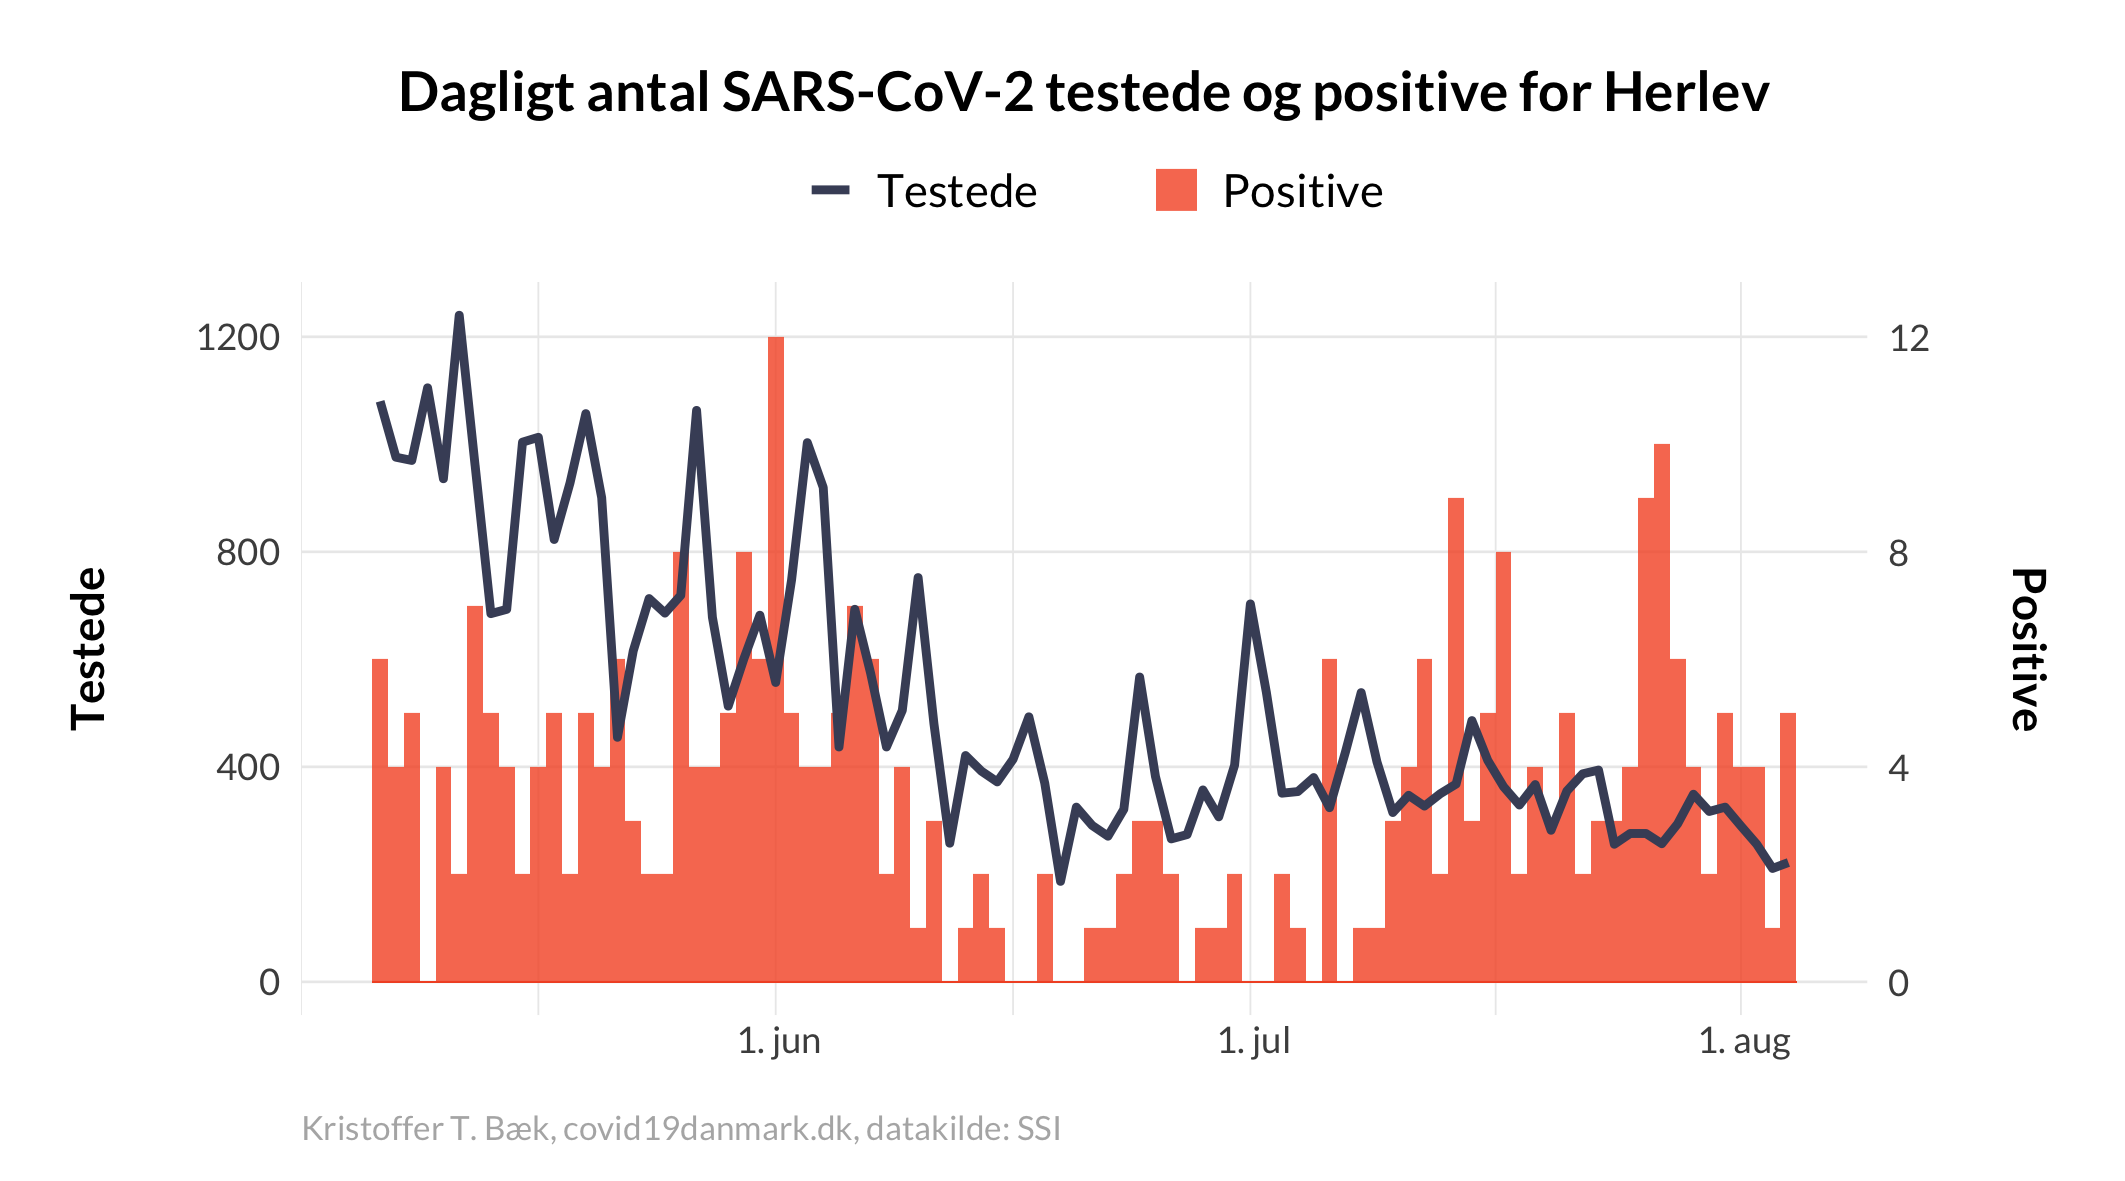 Dagligt antal SARS-CoV-2 testede og positive for Herlev
Testede
Positive
1200
800
400
0
12
8
4
0
Testede
Positive
1. jun
1. jul
1. aug
Kristoffer T. Bæk, covid19danmark.dk, datakilde: SSI